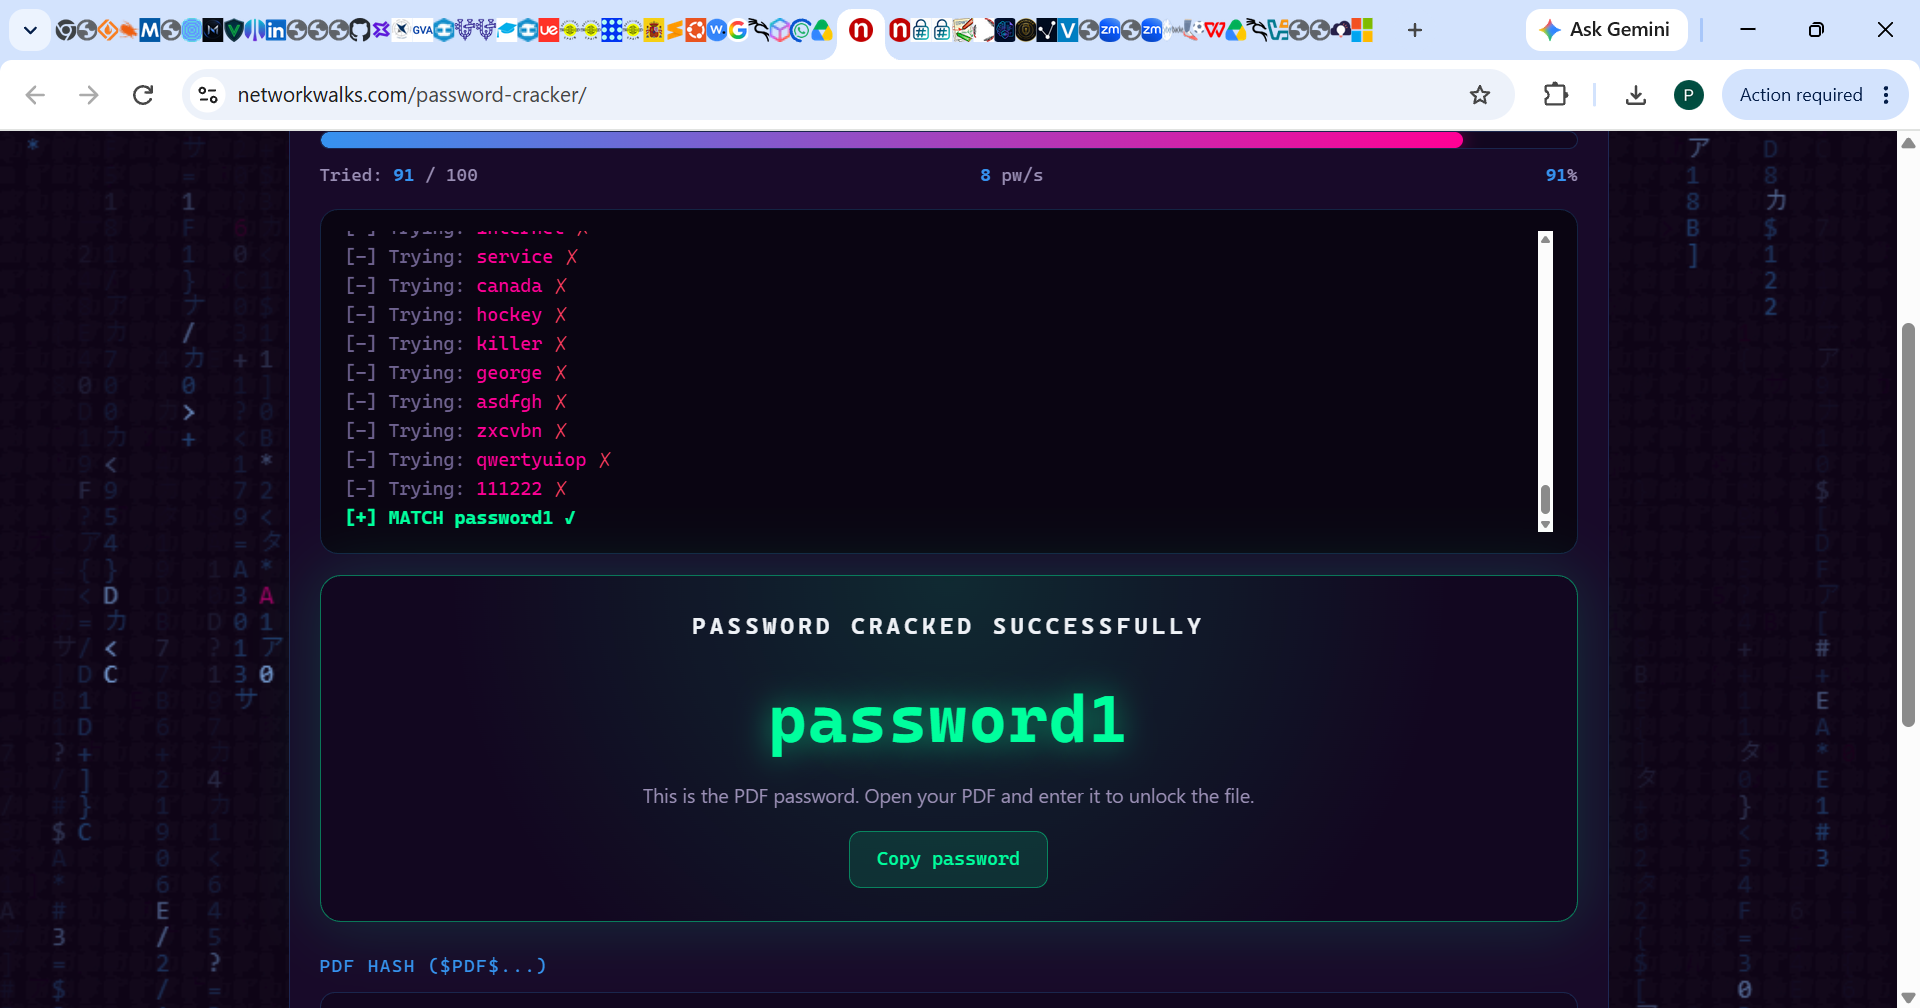 Ask Gemini
networkwalks.com/password-cracker/
P
Action required
Tried: 91 / 100
8 pw/s
91%
[-] Trying: internet ✗
[-] Trying: service ✗
[-] Trying: canada ✗
[-] Trying: hockey ✗
[-] Trying: killer ✗
[-] Trying: george ✗
[-] Trying: asdfgh ✗
[-] Trying: zxcvbn ✗
[-] Trying: qwertyuiop ✗
[-] Trying: 111222 ✗
[+] MATCH password1 ✓
PASSWORD CRACKED SUCCESSFULLY
password1
This is the PDF password. Open your PDF and enter it to unlock the file.
Copy password
PDF HASH ($PDF$...)